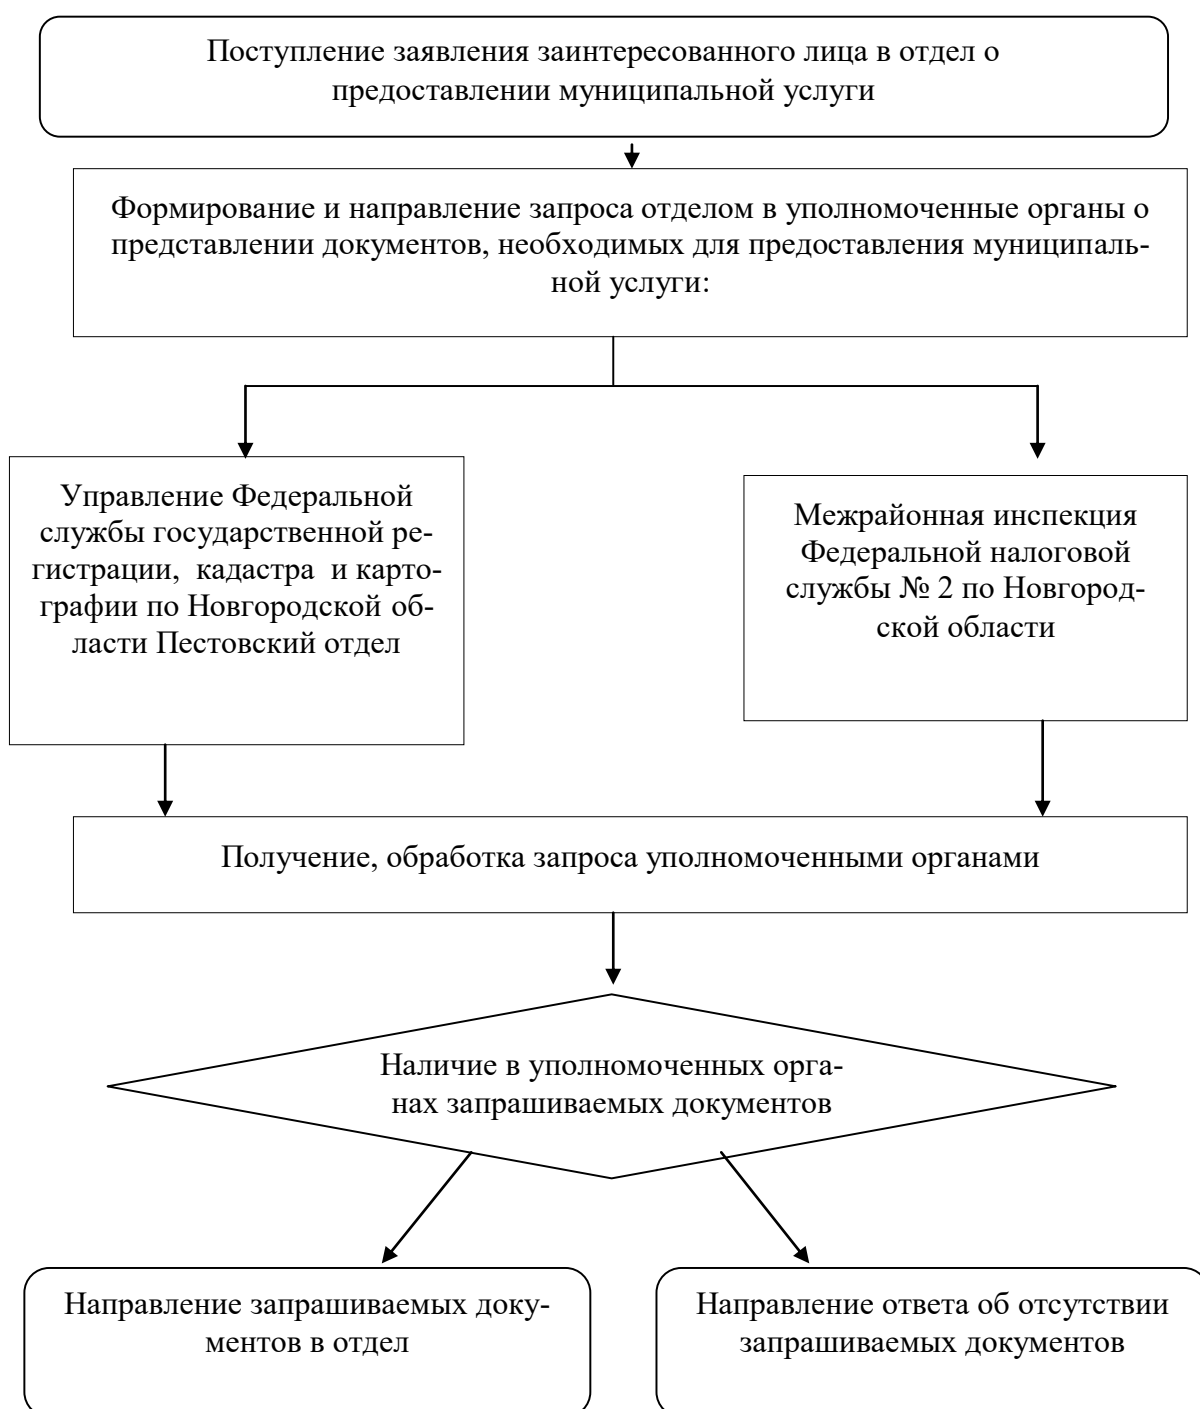 Поступление заявления заинтересованного лица в отдел о
предоставлении муниципальной услуги
Формирование и направление запроса отделом в уполномоченные органы о
представлении документов, необходимых для предоставления муниципаль-
ной услуги:
Управление Федеральной
службы государственной ре-
гистрации, кадастра и карто-
графии по Новгородской об-
ласти Пестовский отдел
Межрайонная инспекция
Федеральной налоговой
службы № 2 по Новгород-
ской области
Получение, обработка запроса уполномоченными органами
Наличие в уполномоченных орга-
нах запрашиваемых документов
Направление запрашиваемых доку-
ментов в отдел
Направление ответа об отсутствии
запрашиваемых документов